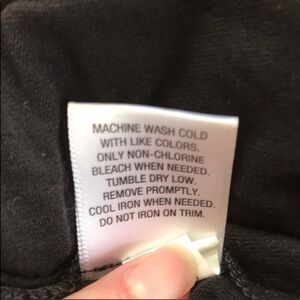 MACHINE WASH COLD
WITH LIKE COLORS.
ONLY NON-CHLORINE
BLEACH WHEN NEEDED.
TUMBLE DRY LOW.
REMOVE PROMPTLY.
COOL IRON WHEN NEEDED.
DO NOT IRON ON TRIM.